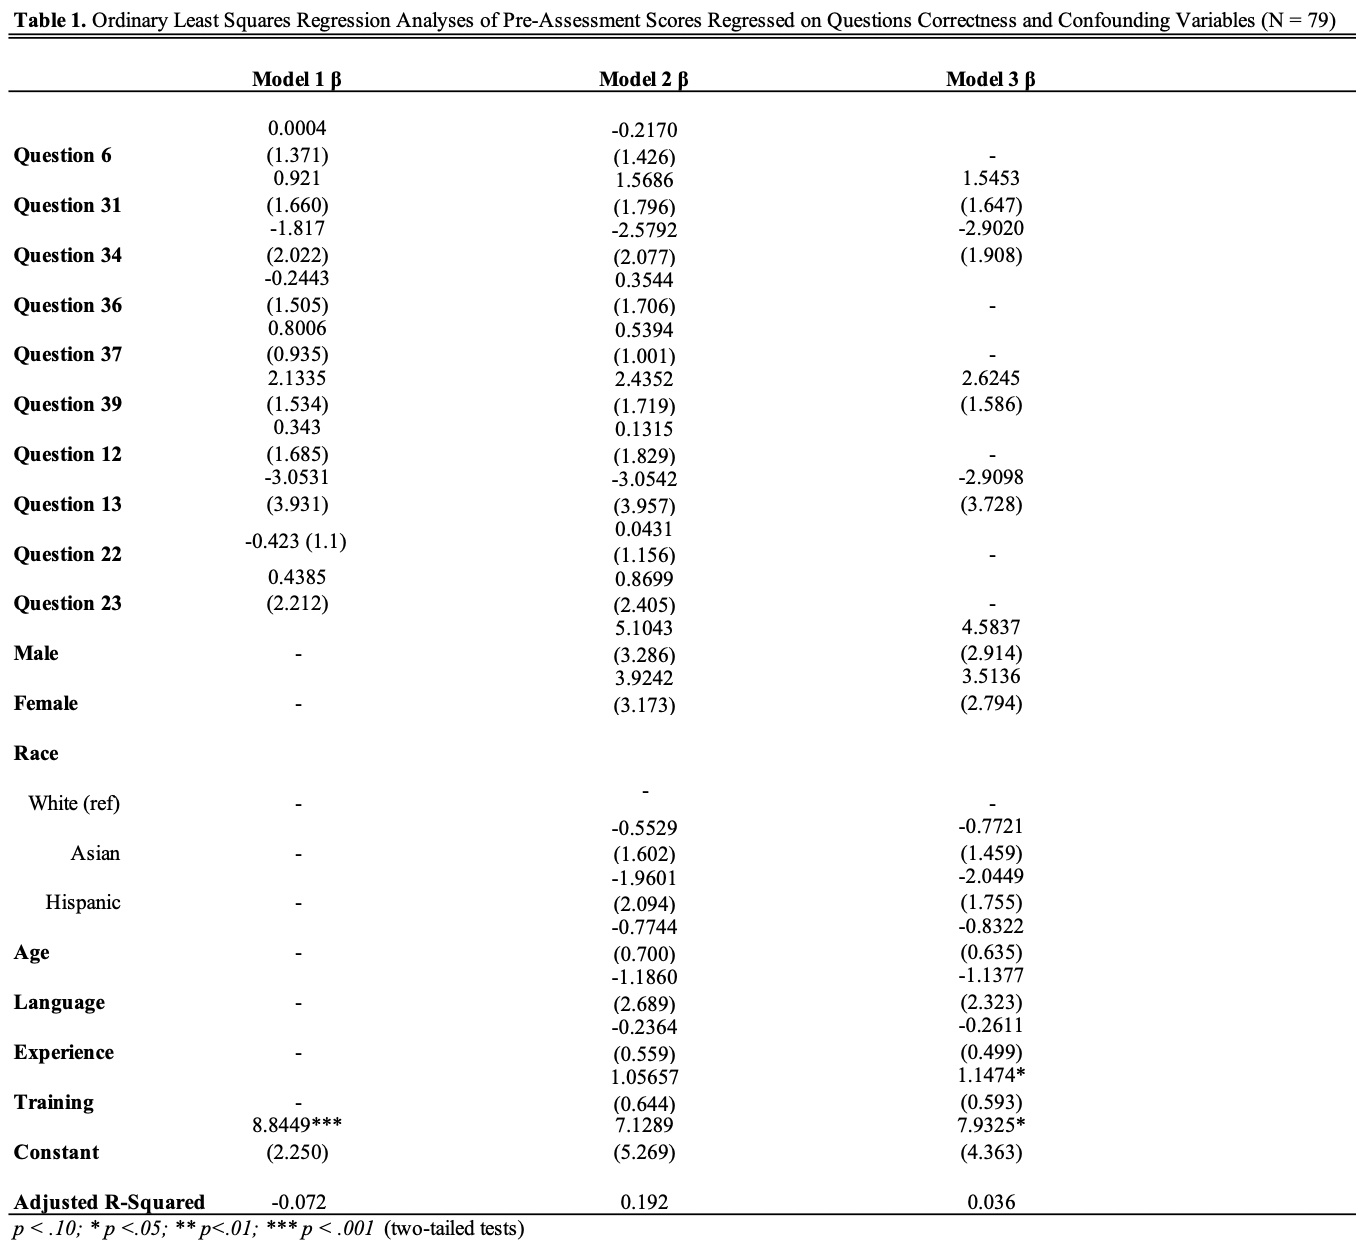 Table 1. Ordinary Least Squares Regression Analyses of Pre-Assessment Scores Regressed on Questions Correctness and Confounding Variables (N = 79)
Model 1 β Model 2 β Model 3 β
0.0004 -0.2170
Question 6 (1.371) (1.426) -
0.921 1.5686 1.5453
Question 31 (1.660) (1.796) (1.647)
-1.817 -2.5792 -2.9020
Question 34 (2.022) (2.077) (1.908)
-0.2443 0.3544
Question 36 (1.505) (1.706) -
0.8006 0.5394
Question 37 (0.935) (1.001) -
2.1335 2.4352 2.6245
Question 39 (1.534) (1.719) (1.586)
0.343 0.1315
Question 12 (1.685) (1.829) -
-3.0531 -3.0542 -2.9098
Question 13 (3.931) (3.957) (3.728)
-0.423 (1.1) 0.0431
Question 22 (1.156) -
0.4385 0.8699
Question 23 (2.212) (2.405) -
5.1043 4.5837
Male - (3.286) (2.914)
3.9242 3.5136
Female - (3.173) (2.794)
Race
-
White (ref) - -
-0.5529 -0.7721
Asian - (1.602) (1.459)
-1.9601 -2.0449
Hispanic - (2.094) (1.755)
-0.7744 -0.8322
Age - (0.700) (0.635)
-1.1860 -1.1377
Language - (2.689) (2.323)
-0.2364 -0.2611
Experience - (0.559) (0.499)
1.05657 1.1474*
Training - (0.644) (0.593)
8.8449*** 7.1289 7.9325*
Constant (2.250) (5.269) (4.363)
Adjusted R-Squared -0.072 0.192 0.036
p < .10; * p <.05; ** p<.01; *** p < .001 (two-tailed tests)